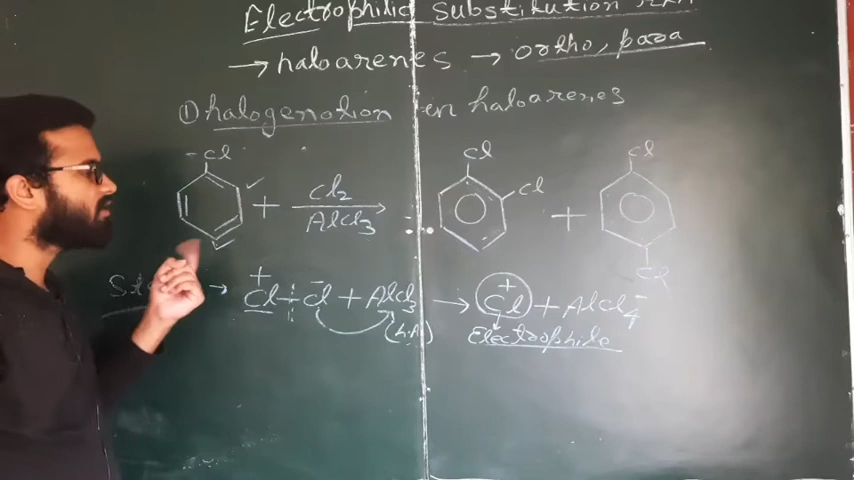 Electrophilic Substitution rxn
→ haloarenes → ortho, para
① halogenation in haloarenes
Cl Cl Cl
Cl
+ Cl2 +
AlCl3
Cl
→ Cl+ Cl- + AlCl3 → Cl+ + AlCl4-
(L.A)
Electrophile